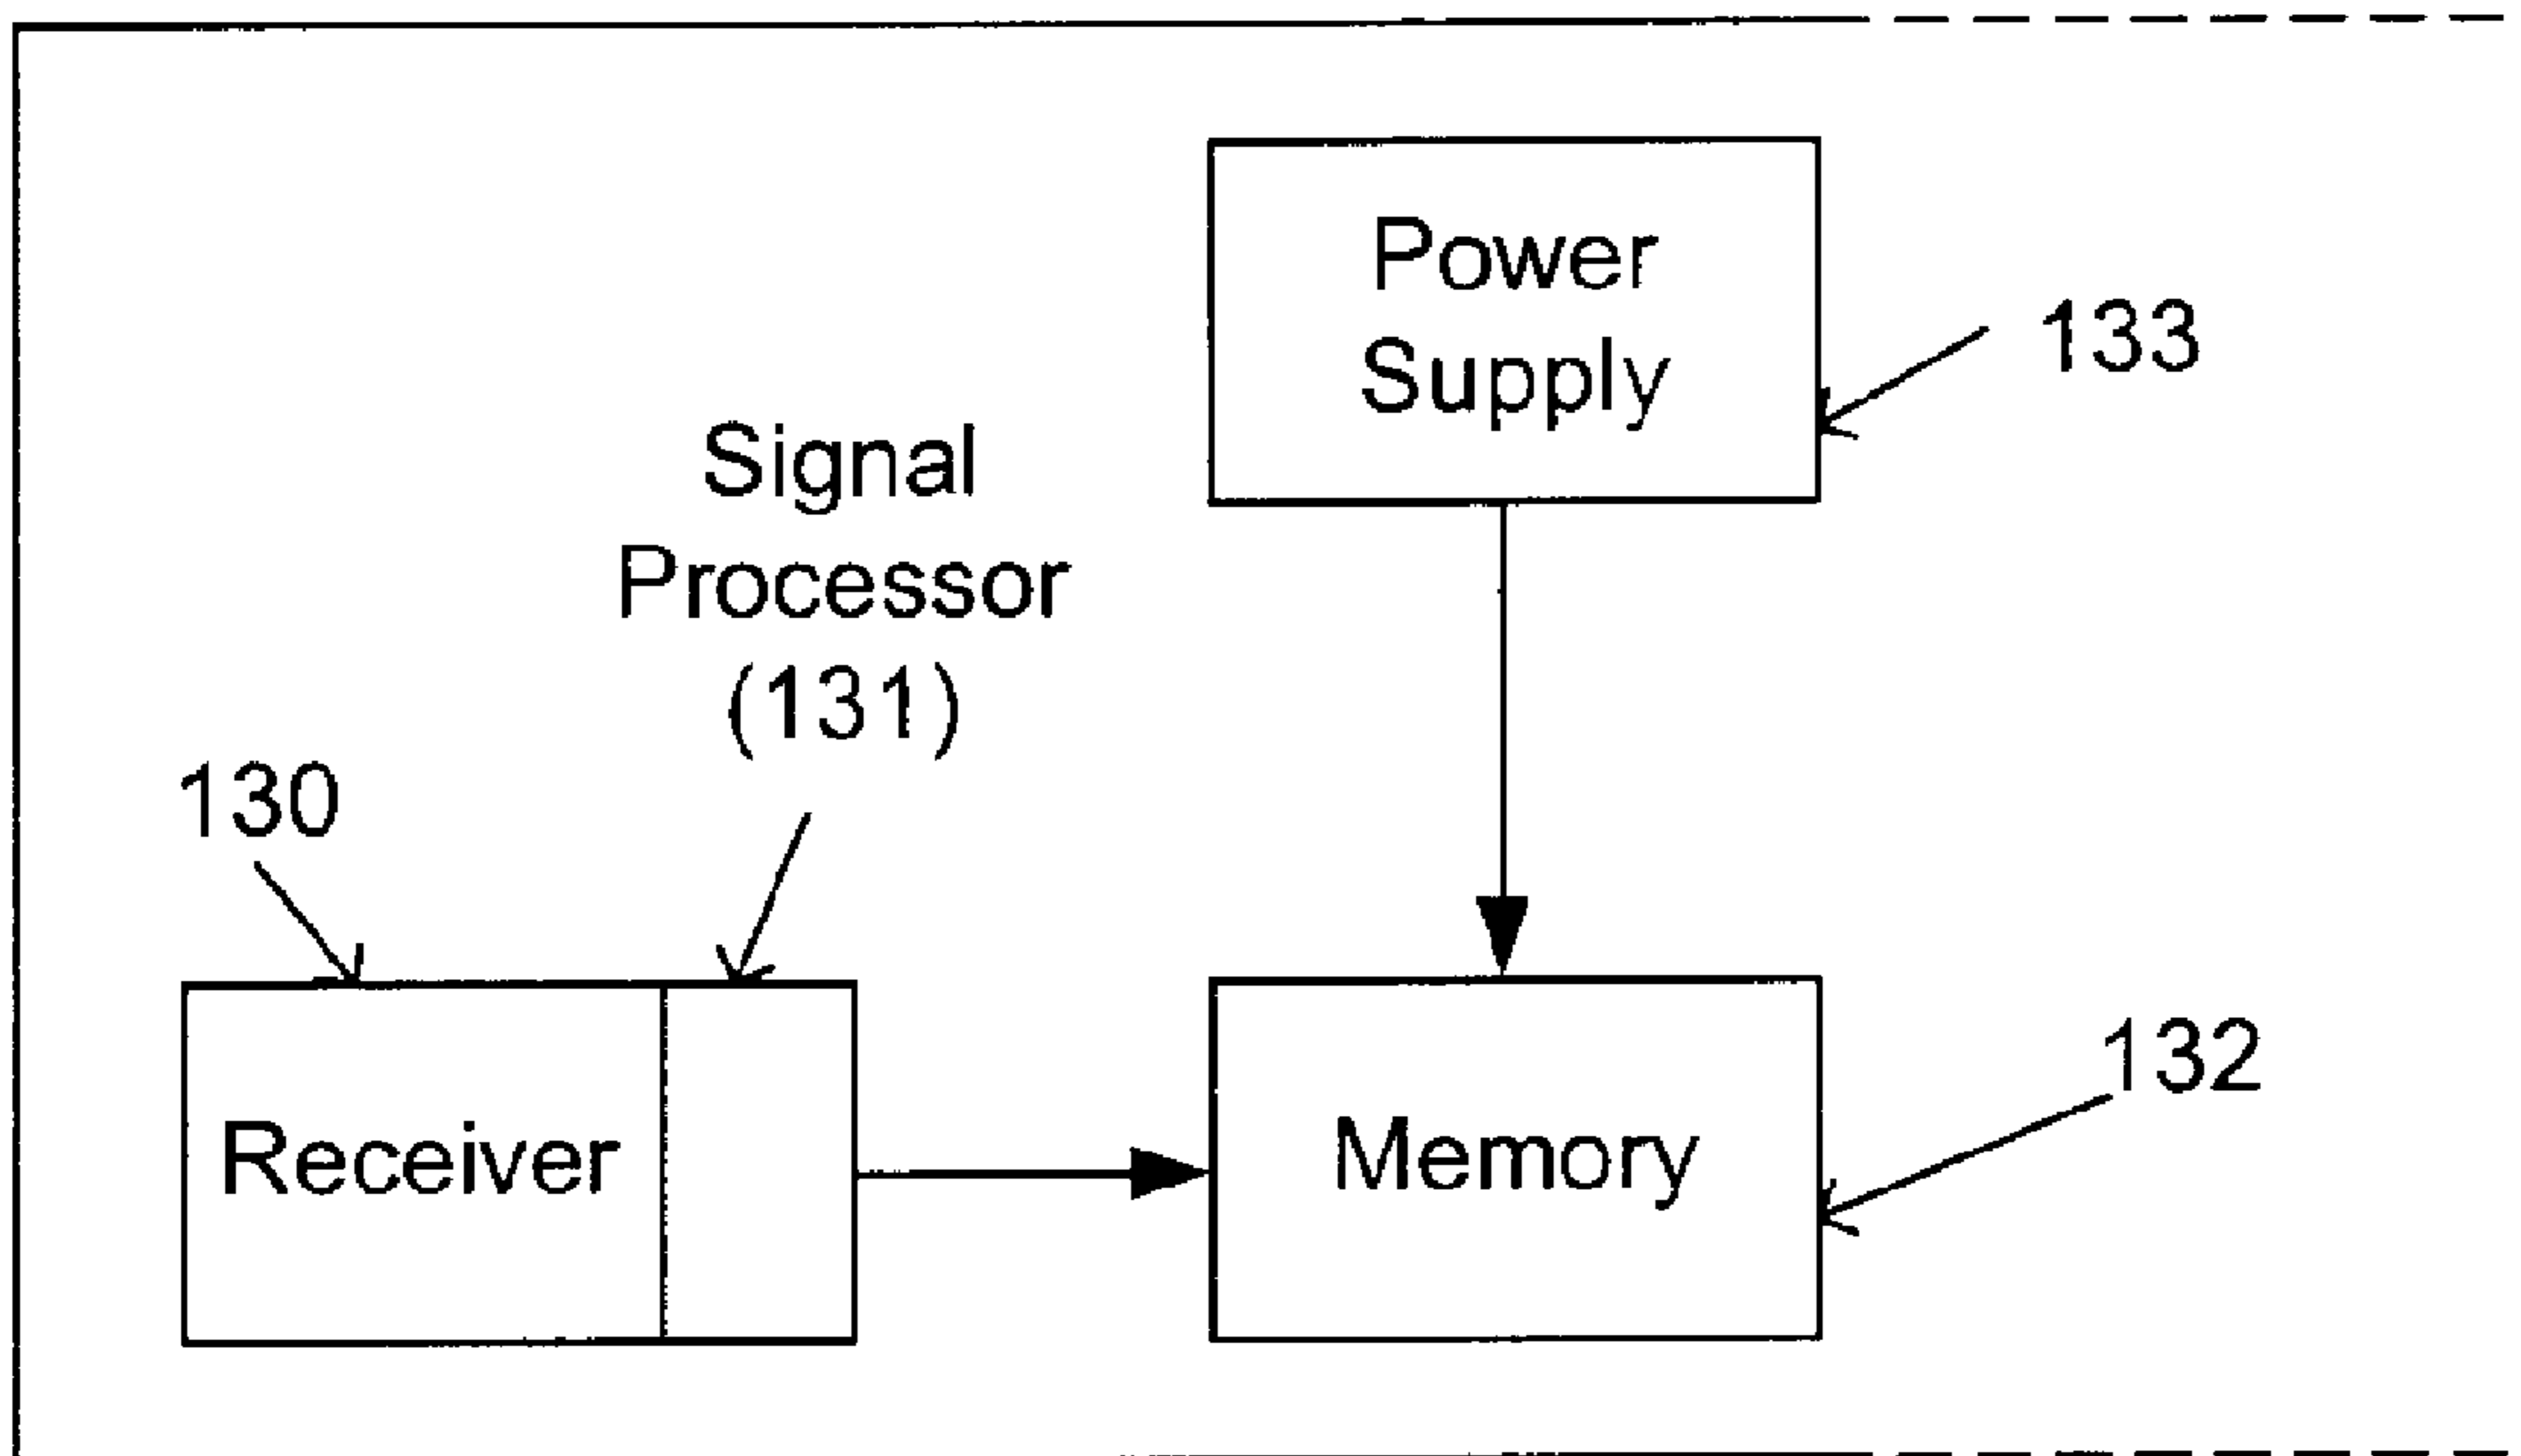 Power
Supply
133
Signal
Processor
(131)
130
Receiver
Memory
132